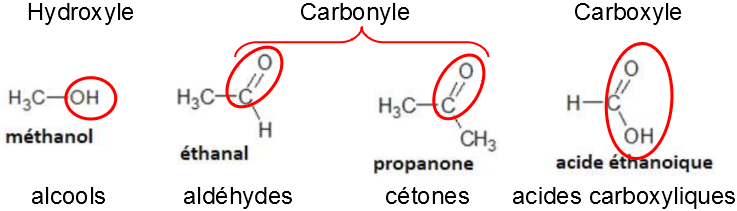 Hydroxyle Carbonyle Carboxyle
H₃C—OH
méthanol
H₃C—C
O
H
éthanal
H₃C—C
O
CH₃
propanone
H—C
O
OH
acide éthanoique
alcools aldéhydes cétones acides carboxyliques